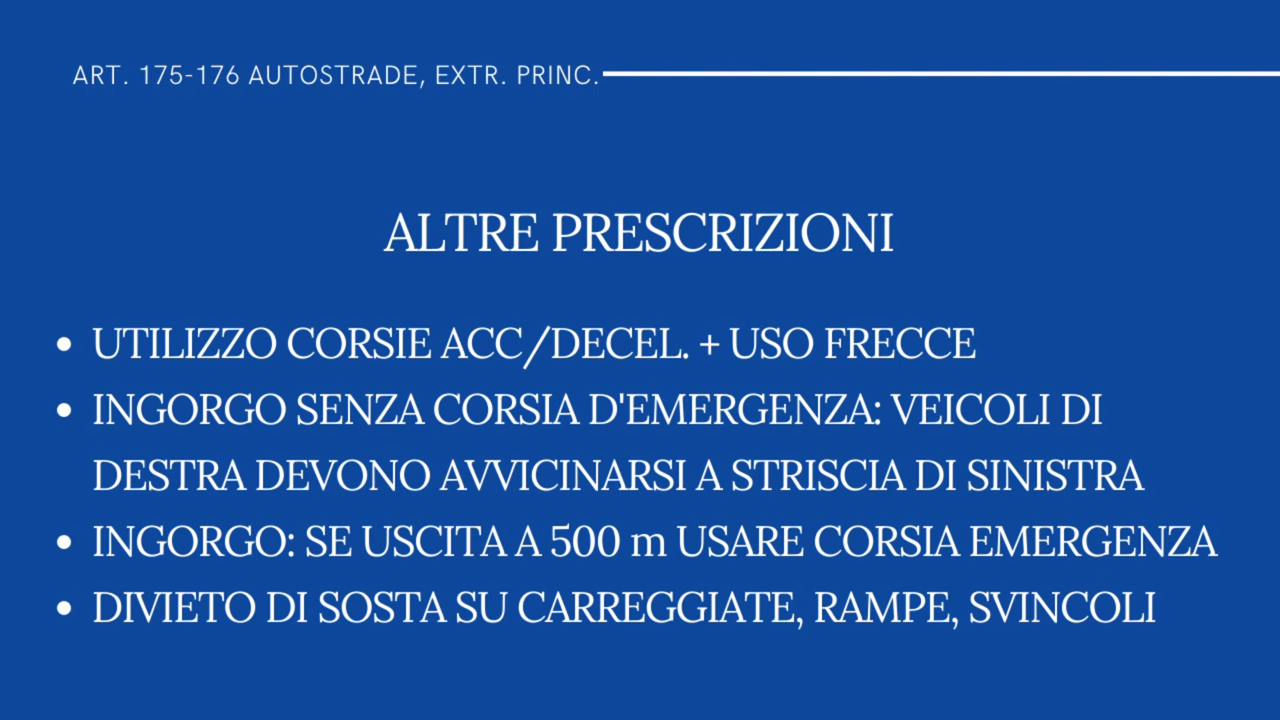 ART. 175-176 AUTOSTRADE, EXTR. PRINC.
ALTRE PRESCRIZIONI
• UTILIZZO CORSIE ACC/DECEL. + USO FRECCE
• INGORGO SENZA CORSIA D'EMERGENZA: VEICOLI DI
DESTRA DEVONO AVVICINARSI A STRISCIA DI SINISTRA
• INGORGO: SE USCITA A 500 m USARE CORSIA EMERGENZA
• DIVIETO DI SOSTA SU CARREGGIATE, RAMPE, SVINCOLI